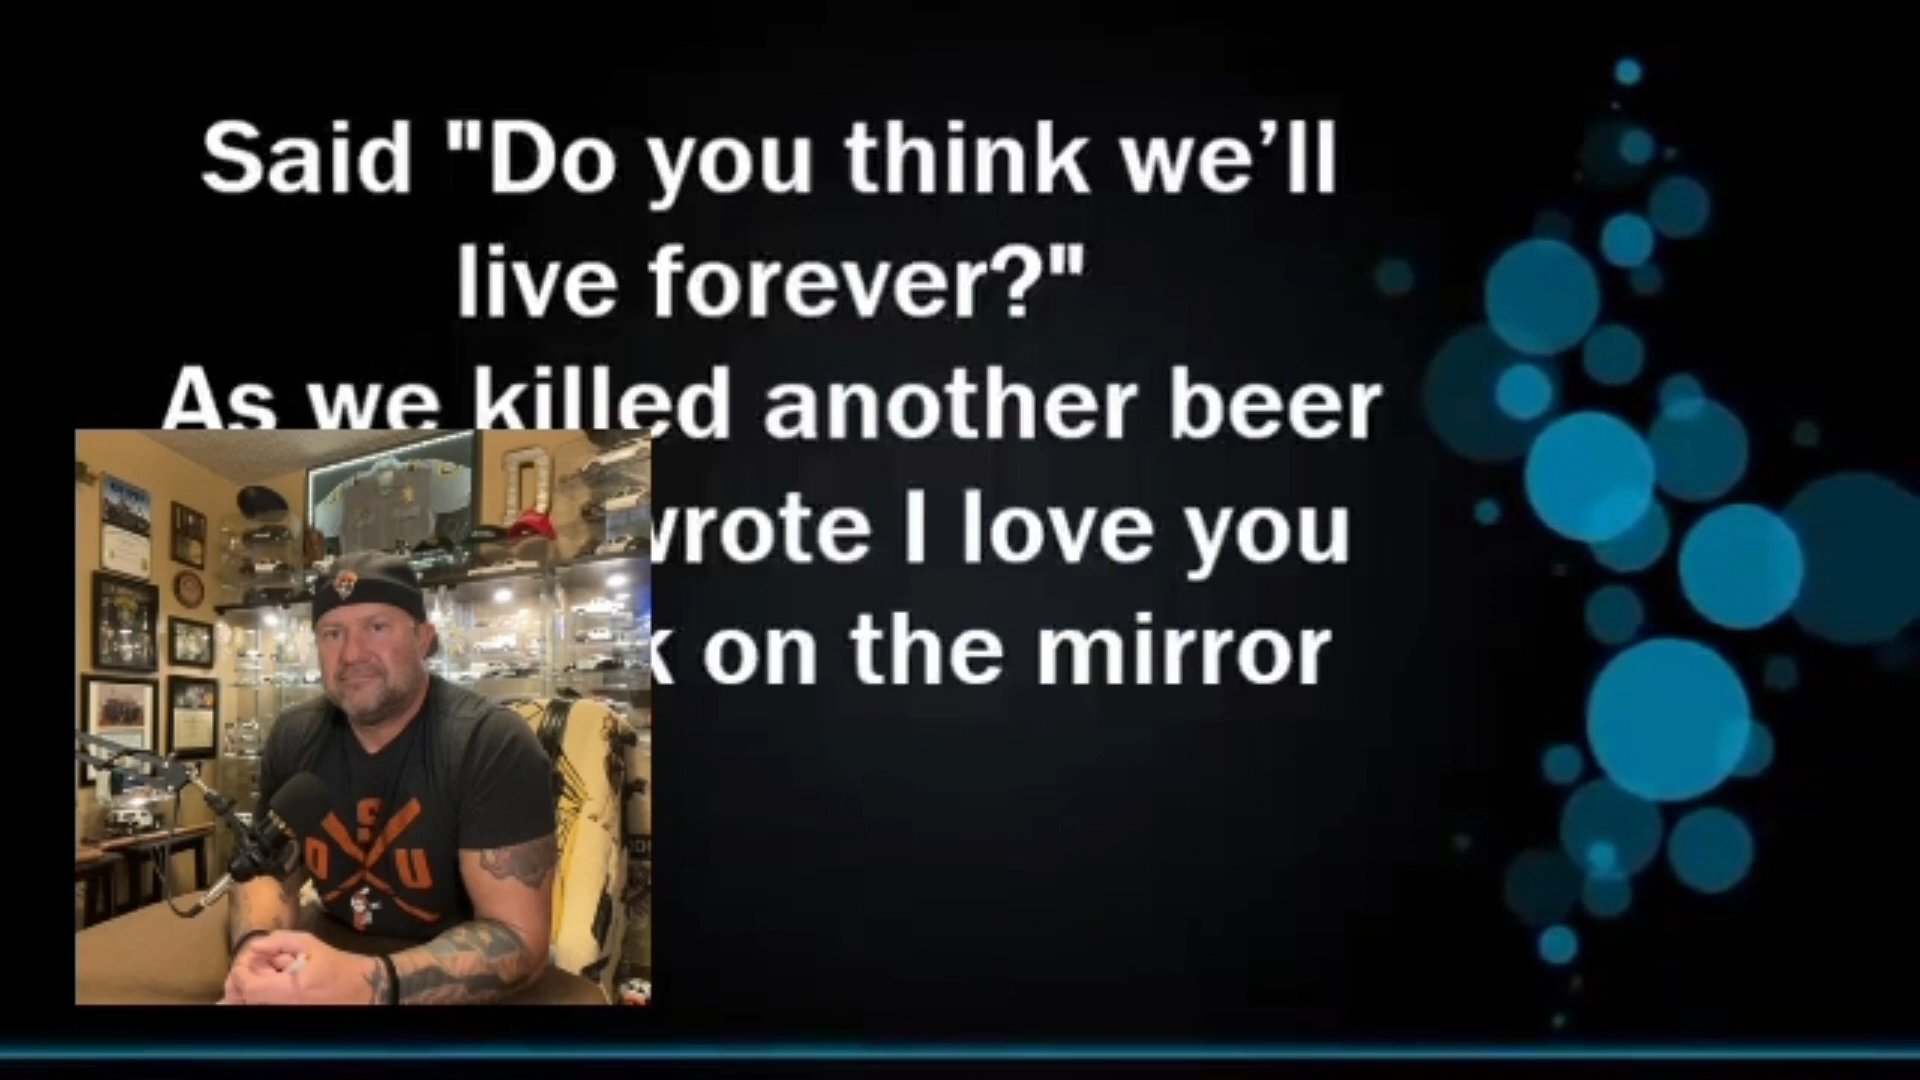 Said "Do you think we’ll
live forever?"
As we killed another beer
wrote I love you
on the mirror
O S U